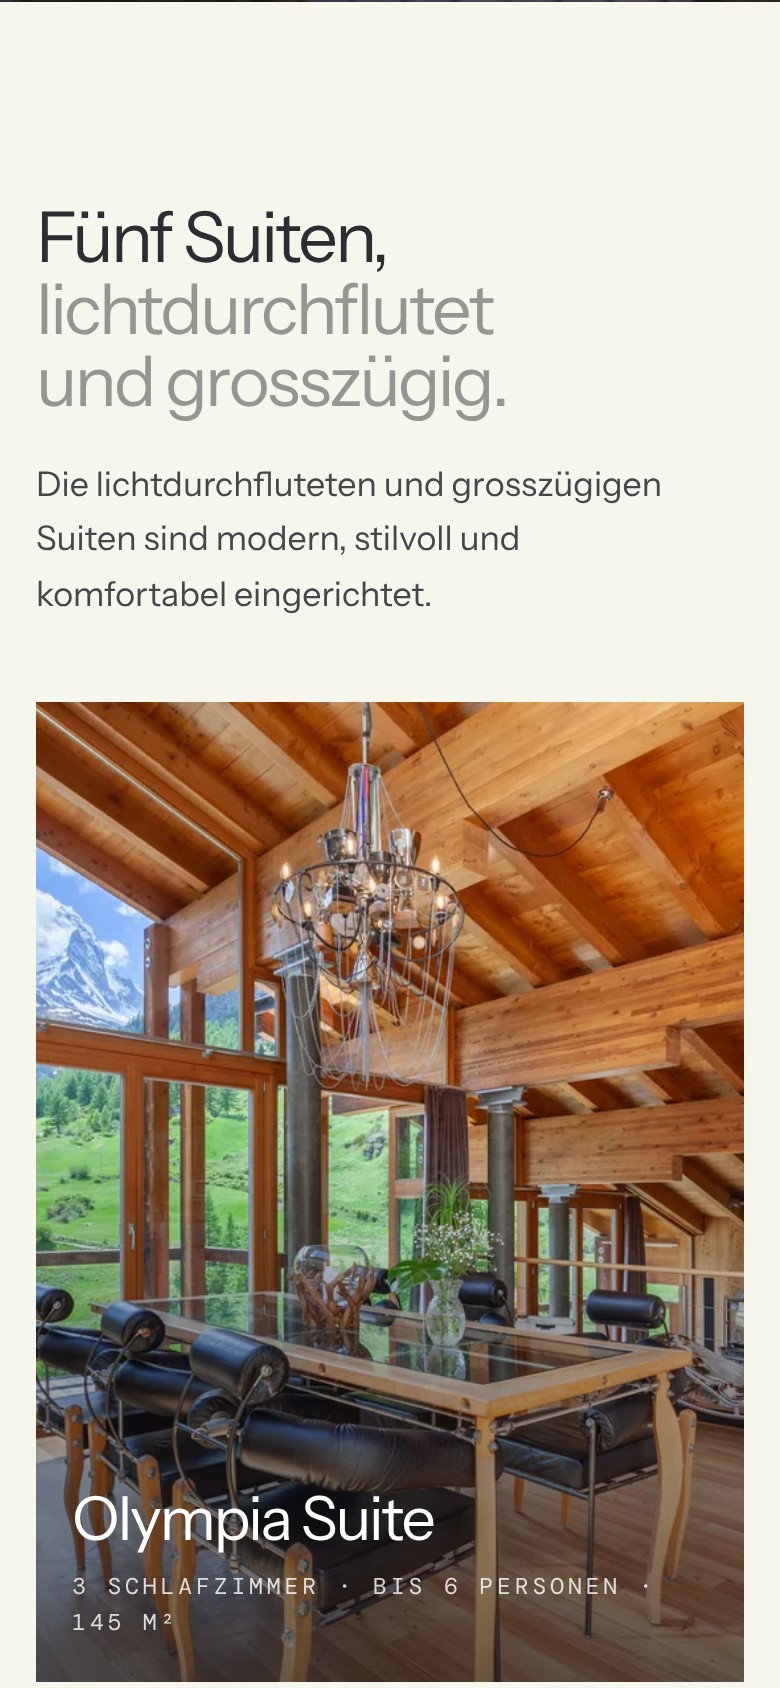 Fünf Suiten,
lichtdurchflutet
und grosszügig.
Die lichtdurchfluteten und grosszügigen
Suiten sind modern, stilvoll und
komfortabel eingerichtet.
Olympia Suite
3 SCHLAFZIMMER · BIS 6 PERSONEN ·
145 M²